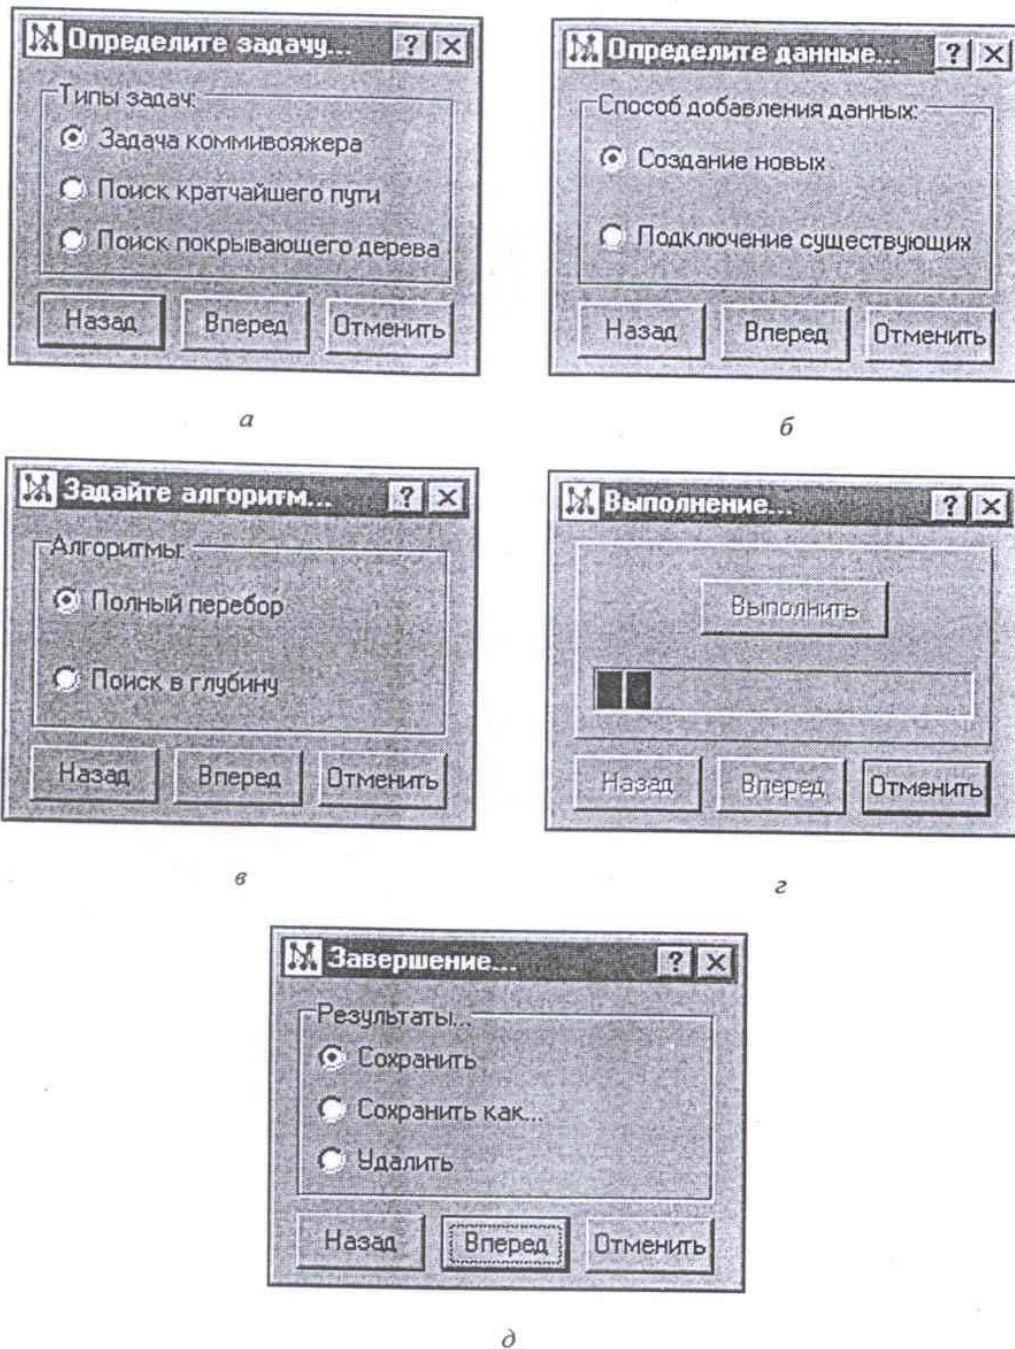 Определите задачу... ? X
Типы задач:
Задача коммивояжера
Поиск кратчайшего пути
Поиск покрывающего дерева
Назад Вперед Отменить
а
Определите данные... ? X
Способ добавления данных:
Создание новых
Подключение существующих
Назад Вперед Отменить
б
Задайте алгоритм... ? X
Алгоритмы:
Полный перебор
Поиск в глубину
Назад Вперед Отменить
в
Выполнение... ? X
Выполнить
Назад Вперед Отменить
г
Завершение... ? X
Результаты...
Сохранить
Сохранить как...
Удалить
Назад Вперед Отменить
д